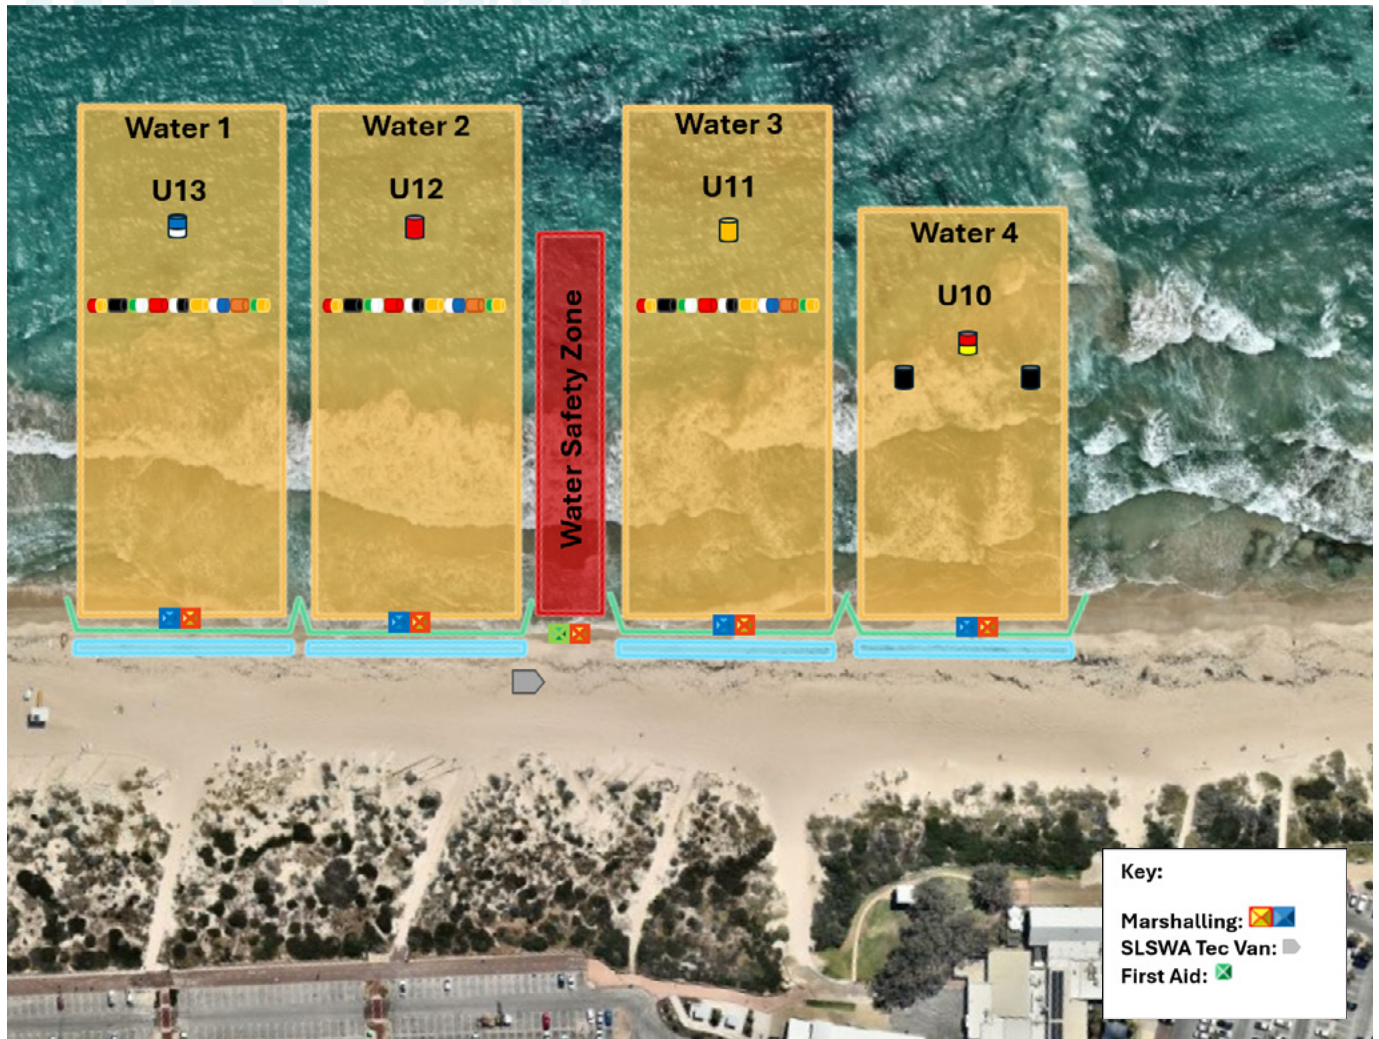 Water 1
U13
Water 2
U12
Water Safety Zone
Water 3
U11
Water 4
U10
Key:
Marshalling:
SLSWA Tec Van:
First Aid: